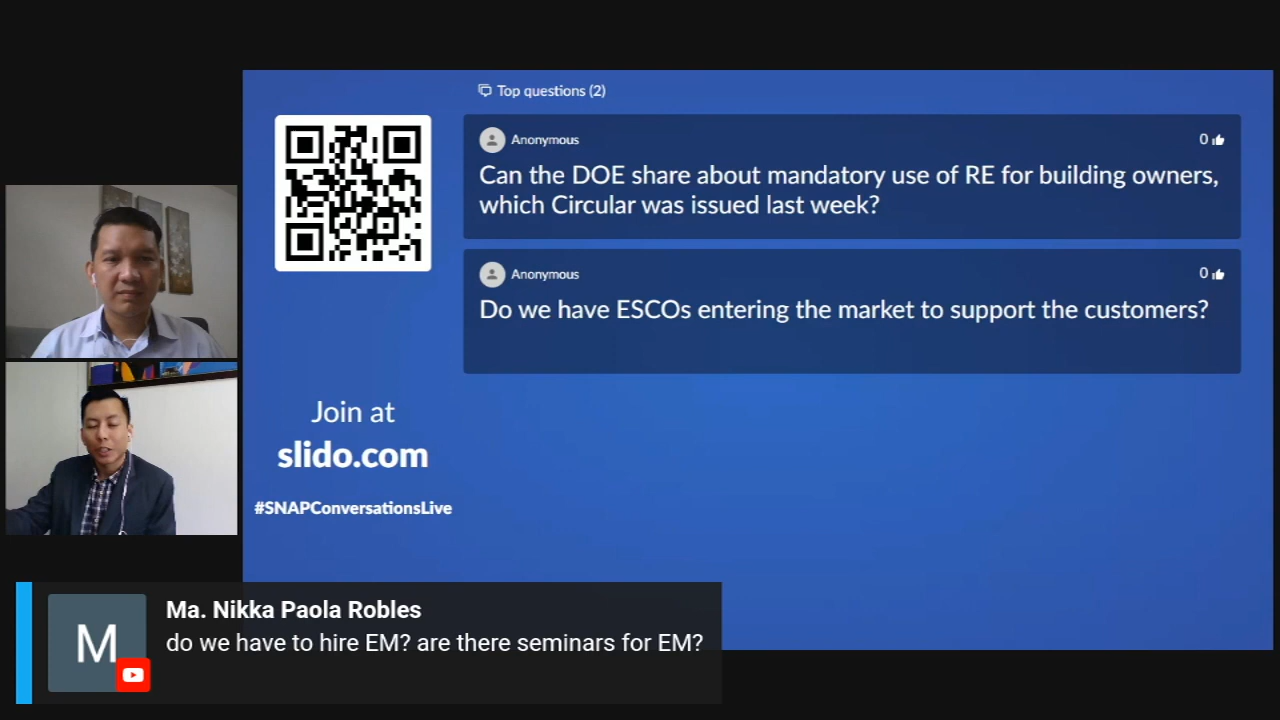 Top questions (2)
Anonymous
0
Can the DOE share about mandatory use of RE for building owners,
which Circular was issued last week?
Anonymous
0
Do we have ESCOs entering the market to support the customers?
Join at
slido.com
#SNAPConversationsLive
M
Ma. Nikka Paola Robles
do we have to hire EM? are there seminars for EM?